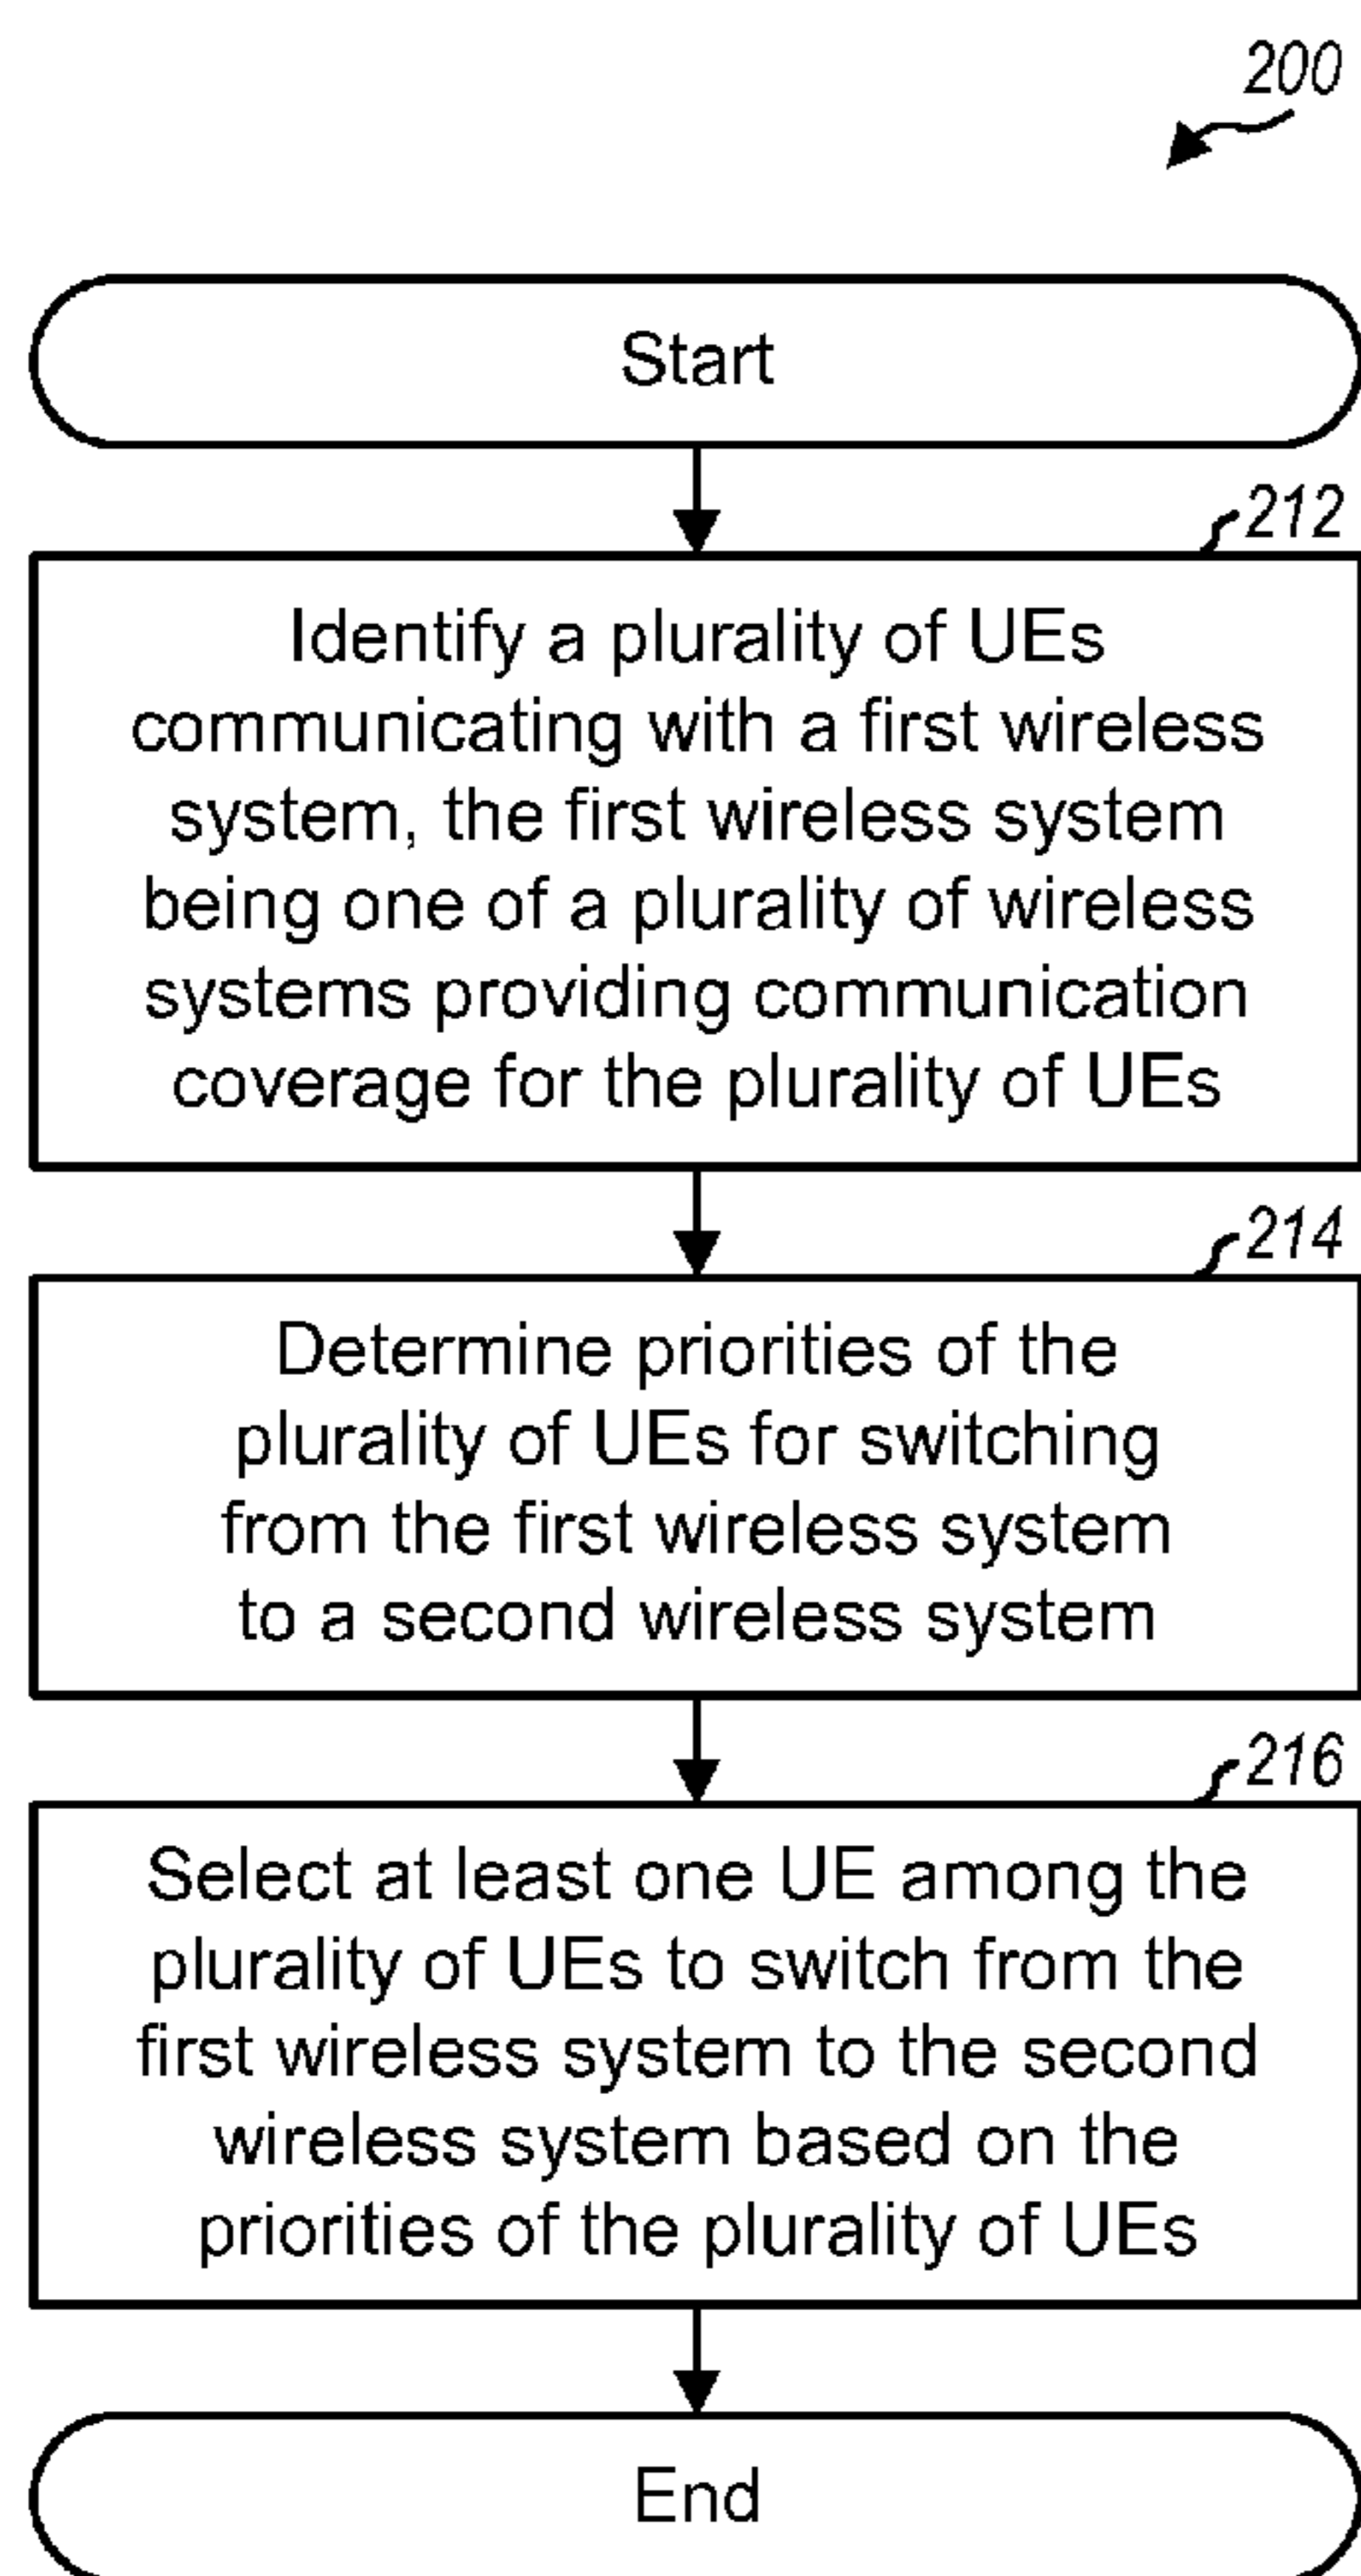 200
Start
212
Identify a plurality of UEs
communicating with a first wireless
system, the first wireless system
being one of a plurality of wireless
systems providing communication
coverage for the plurality of UEs
214
Determine priorities of the
plurality of UEs for switching
from the first wireless system
to a second wireless system
216
Select at least one UE among the
plurality of UEs to switch from the
first wireless system to the second
wireless system based on the
priorities of the plurality of UEs
End